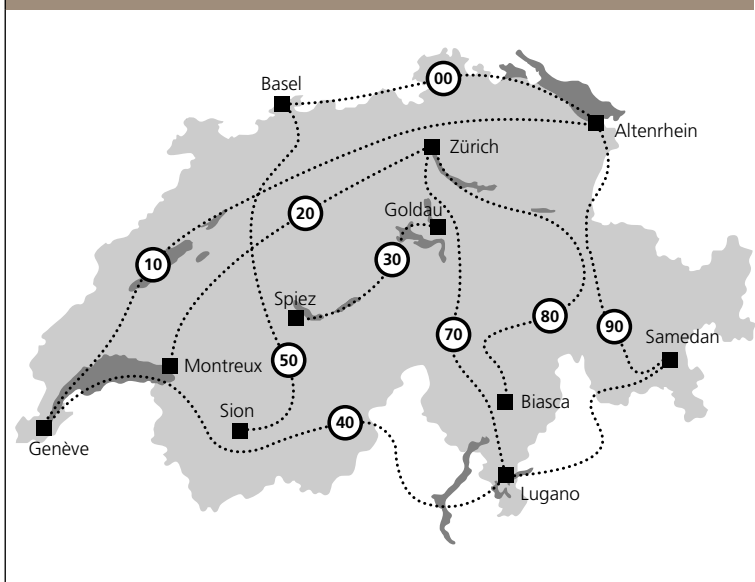 00
Basel
Altenrhein
Zürich
20
Goldau
10
30
Spiez
80
90
70
Samedan
50
Montreux
Biasca
Sion
40
Genève
Lugano